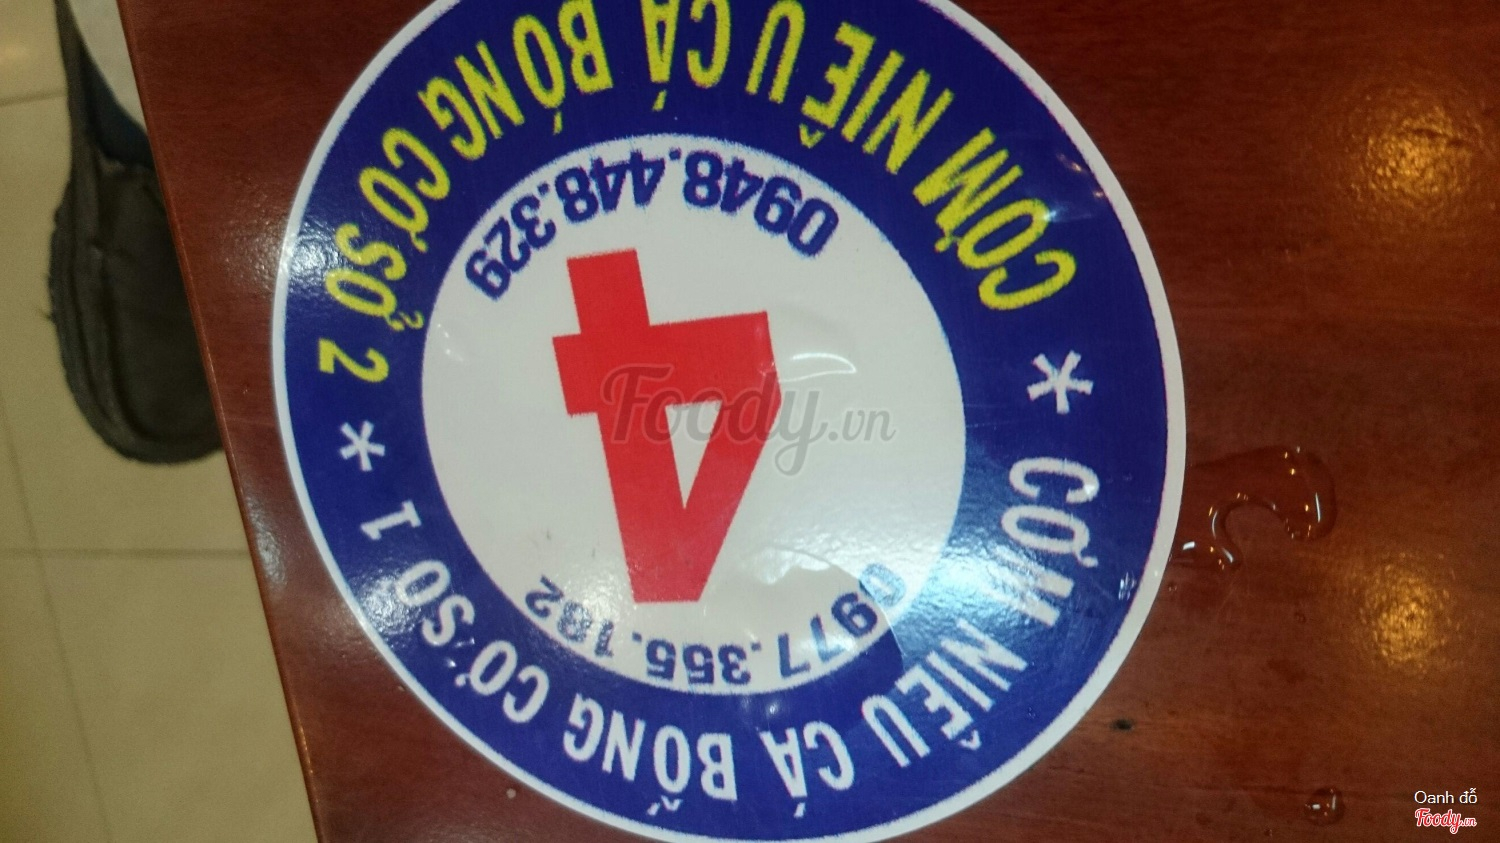 CƠM NIÊU CÁ BỐNG CƠ SỞ 1
0977.355.182
4
0948.448.329
CƠM NIÊU CÁ BỐNG CƠ SỞ 2
*
*
Foody.vn
Oanh đỗ
Foody.vn